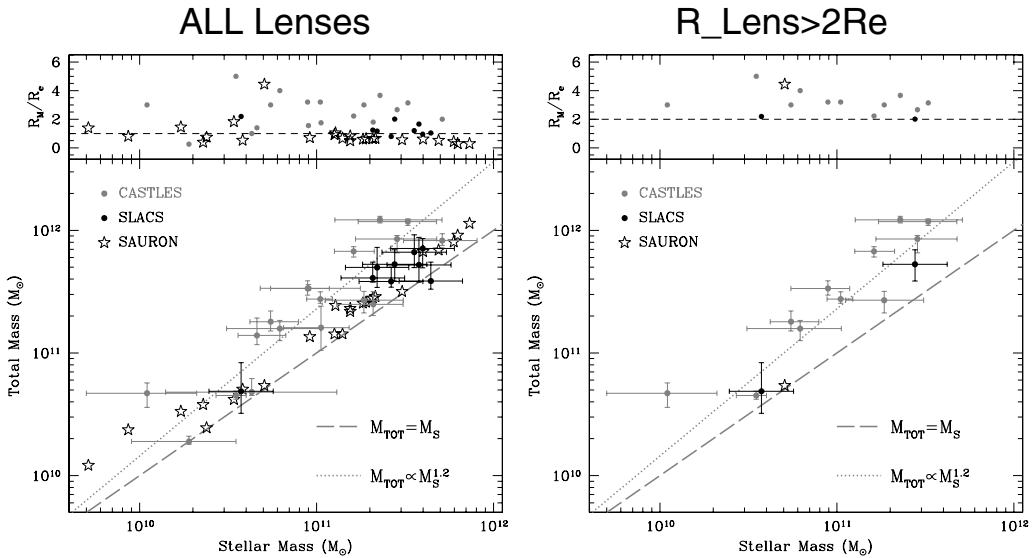 ALL Lenses
R_M/R_e
6
4
2
0
CASTLES
SLACS
SAURON
Total Mass (M_⊙)
10^12
10^11
10^10
M_TOT=M_S
M_TOT∝M_S^1.2
10^10 10^11 10^12
Stellar Mass (M_⊙)
R_Lens>2Re
R_M/R_e
6
4
2
0
CASTLES
SLACS
SAURON
Total Mass (M_⊙)
10^12
10^11
10^10
M_TOT=M_S
M_TOT∝M_S^1.2
10^10 10^11 10^12
Stellar Mass (M_⊙)